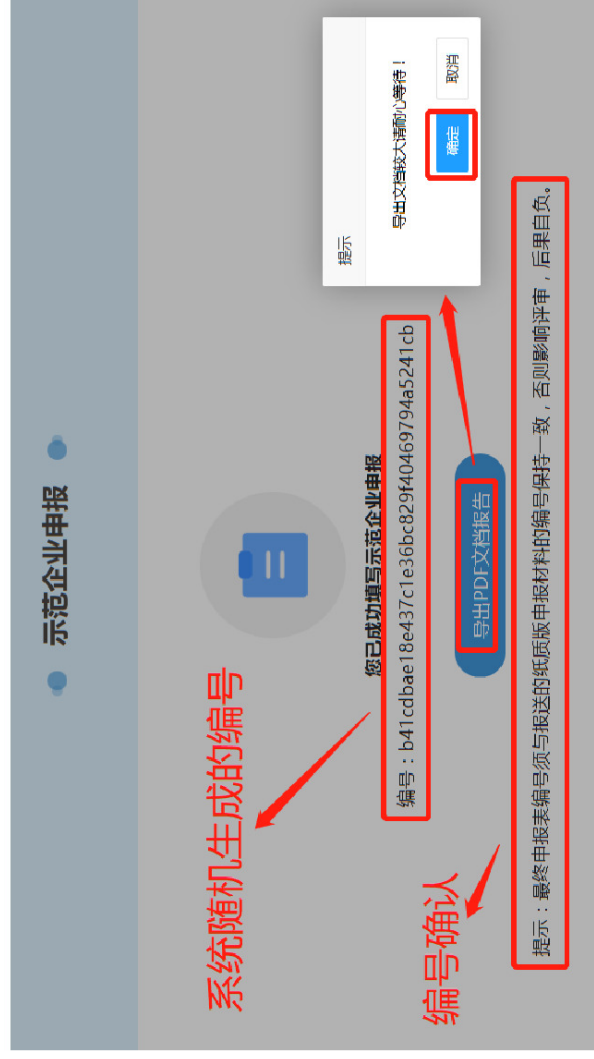 示范企业申报
提示
导出文档较大请耐心等待！
确定
取消
系统随机生成的编号
您已成功填写示范企业申报
编号：b41cdbae18e437c1e36bc829f40469794a5241cb
导出PDF文档报告
编号确认
提示：最终申报表编号须与报送的纸质版申报材料的编号保持一致，否则影响评审，后果自负。